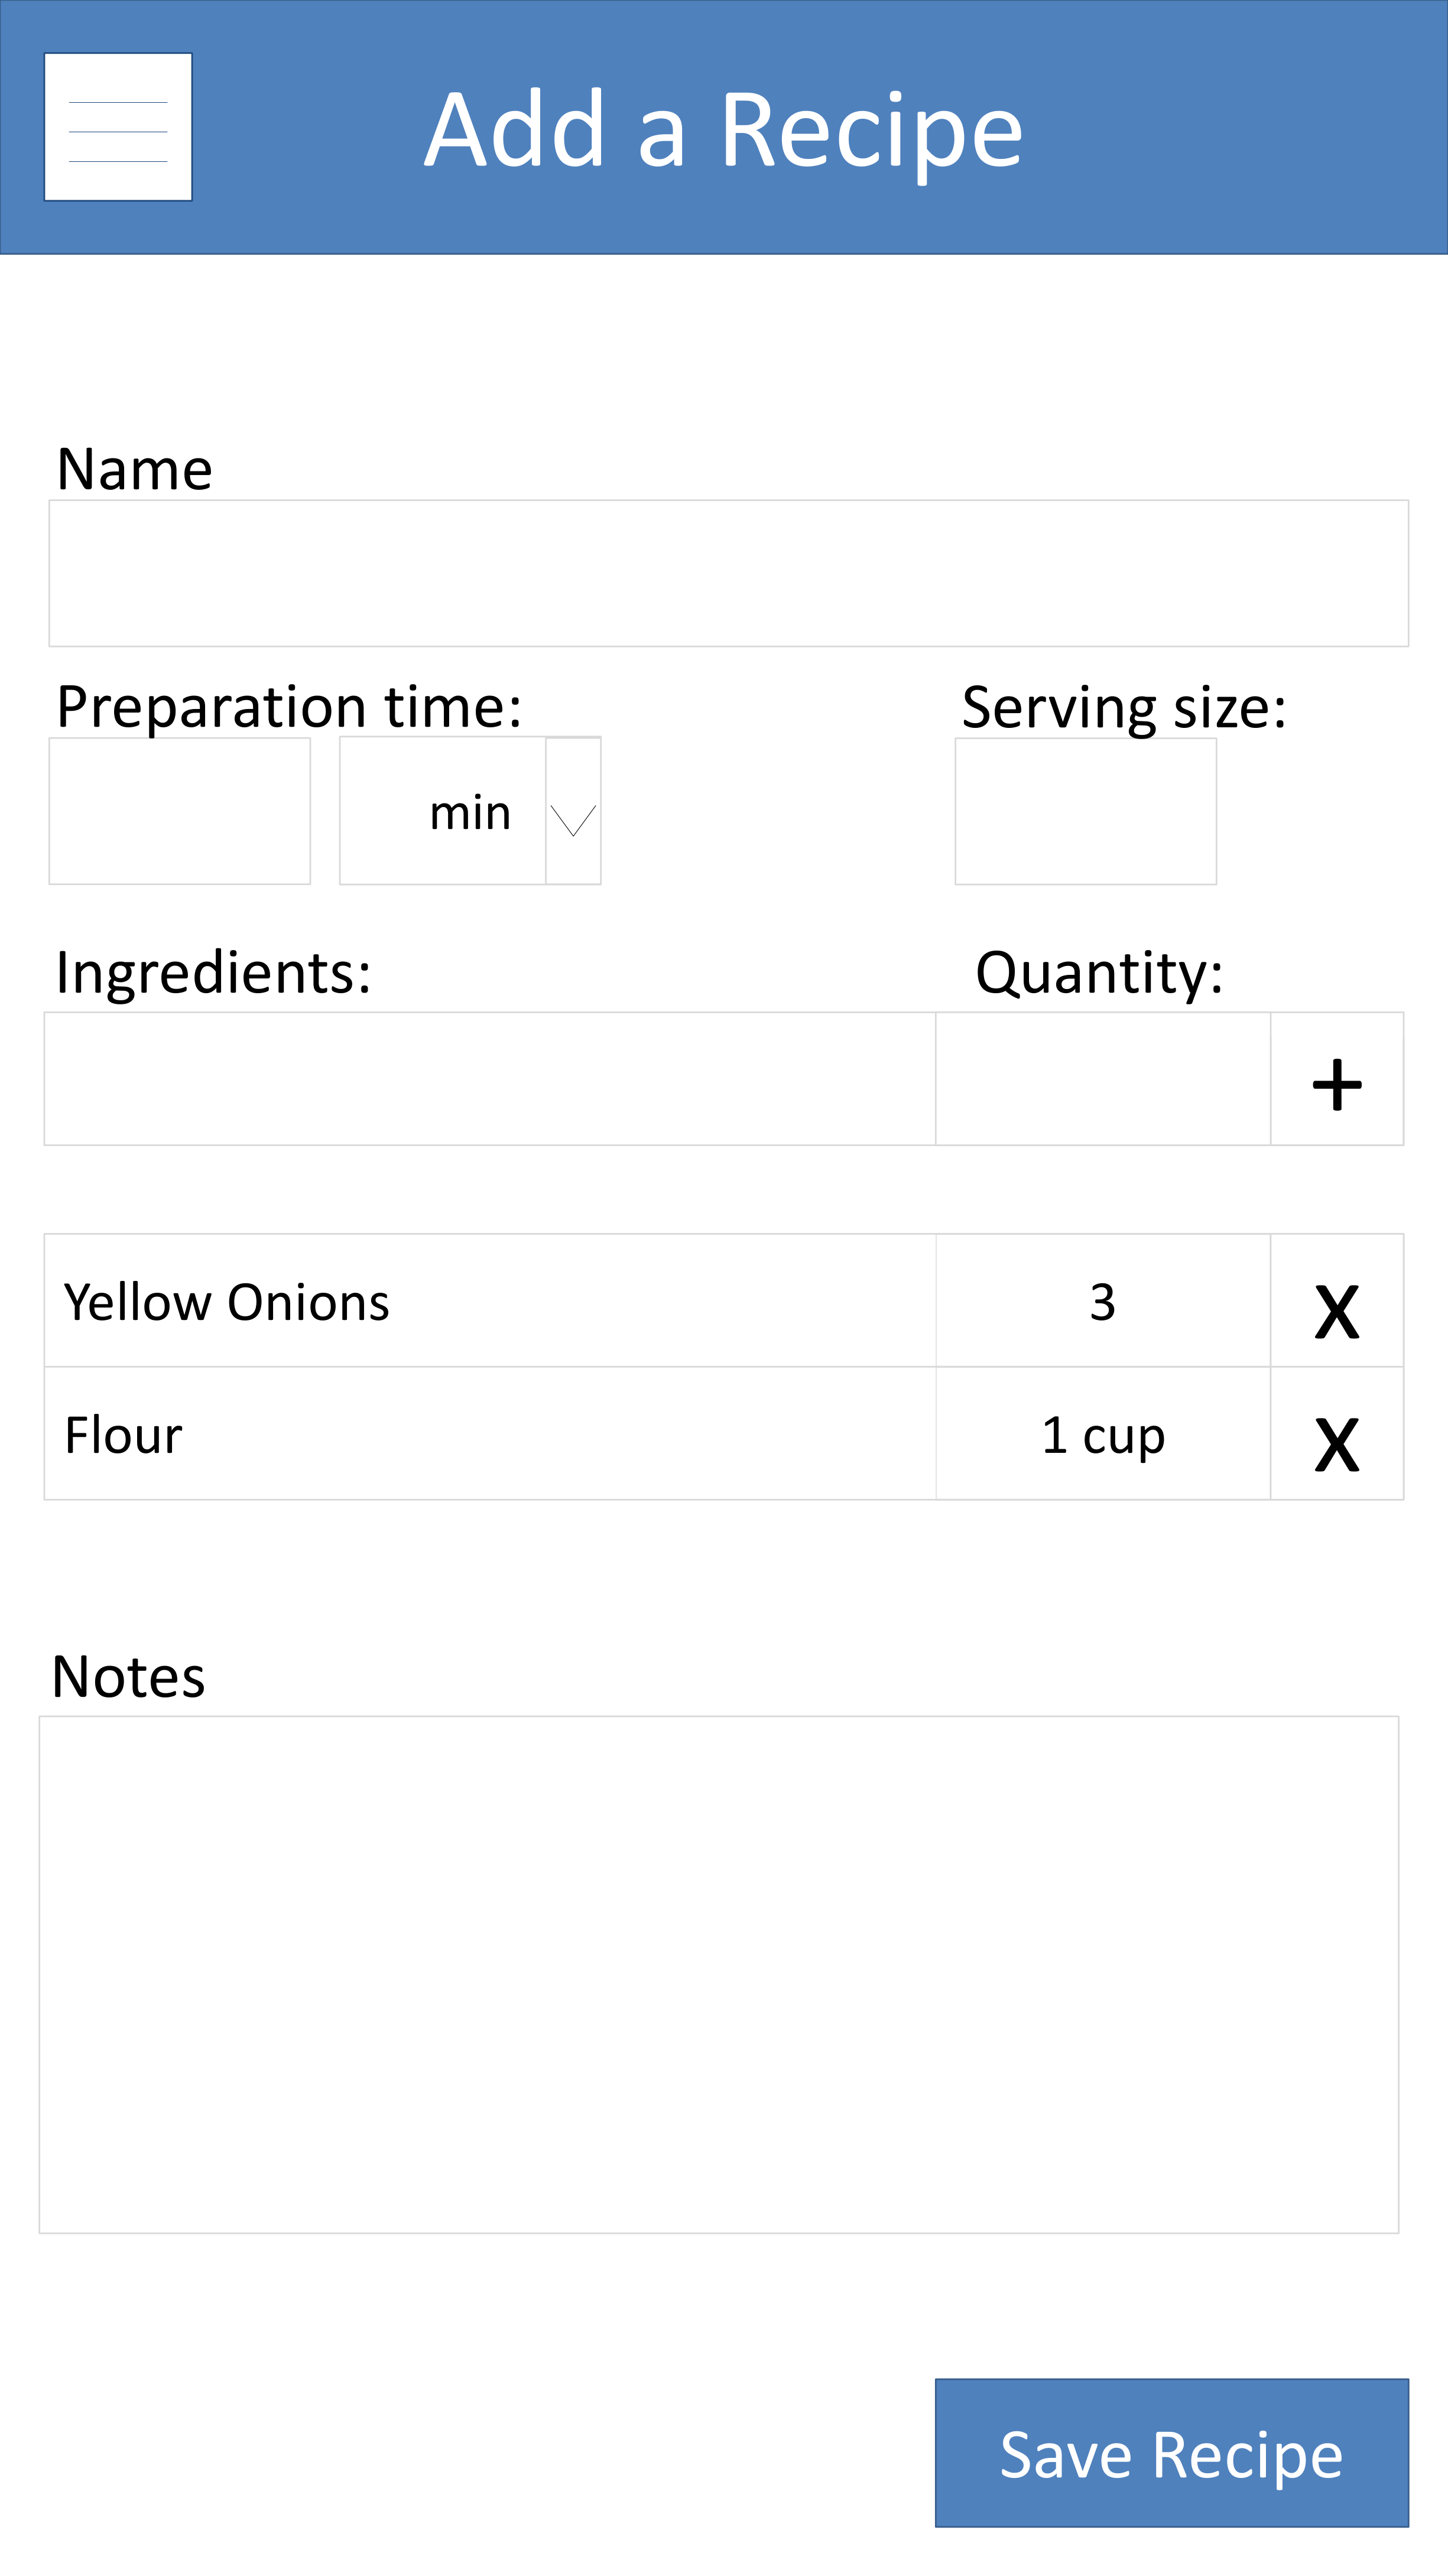 Add a Recipe
Name
Preparation time: Serving size:
min
Ingredients: Quantity:
+
Yellow Onions 3 X
Flour 1 cup X
Notes
Save Recipe